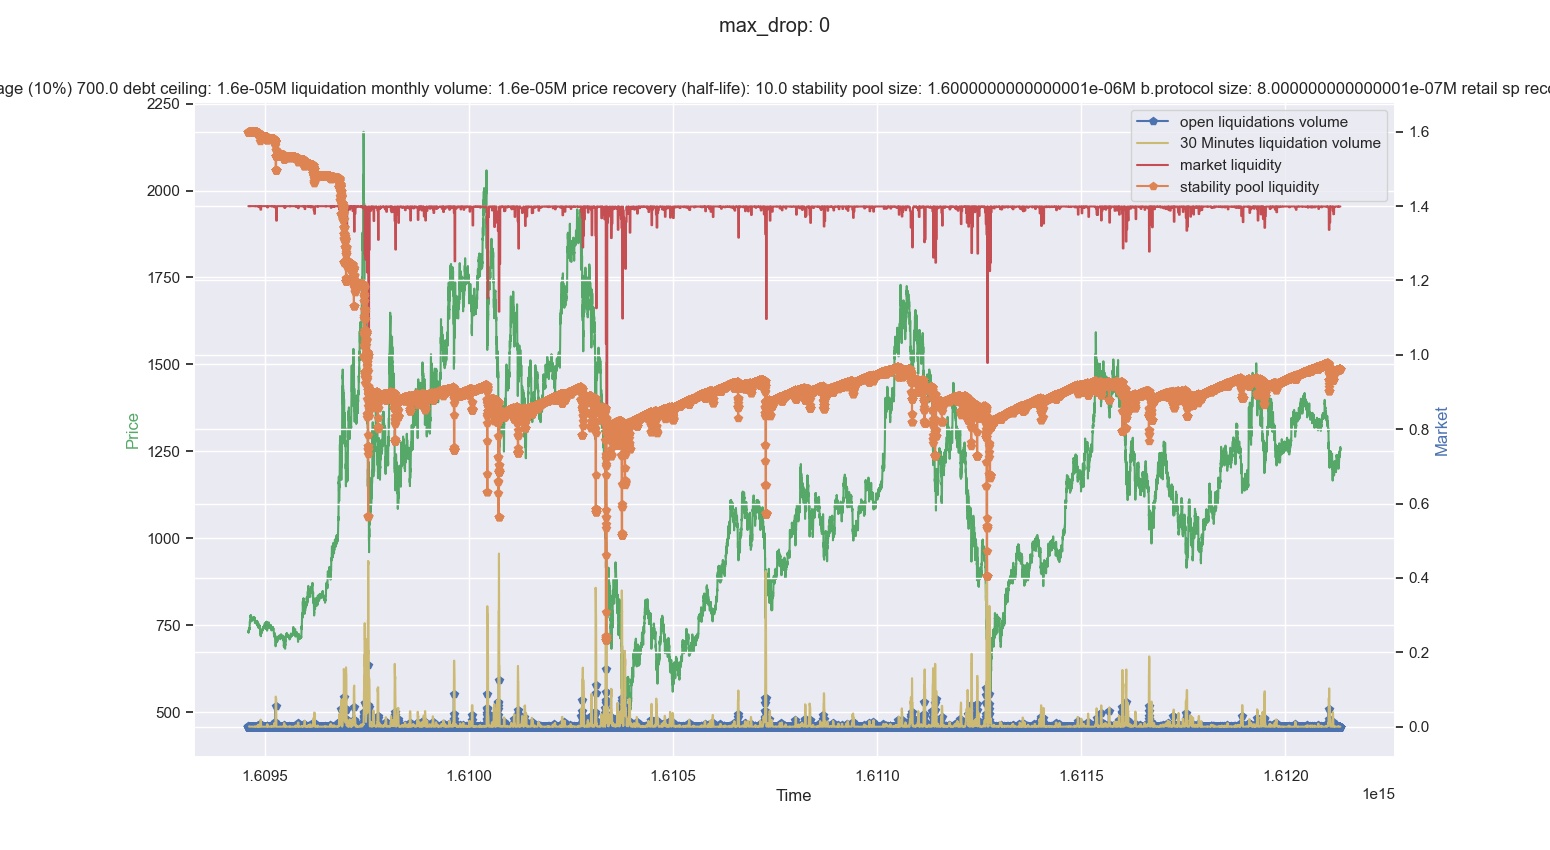 max_drop: 0
age (10%) 700.0 debt ceiling: 1.6e-05M liquidation monthly volume: 1.6e-05M price recovery (half-life): 10.0 stability pool size: 1.6000000000000001e-06M b.protocol size: 8.000000000000001e-07M retail sp
2250
2000
1750
1500
1250
1000
750
500
Price
open liquidations volume
30 Minutes liquidation volume
market liquidity
stability pool liquidity
1.6
1.4
1.2
1.0
0.8
0.6
0.4
0.2
0.0
Market
1.6095
1.6100
1.6105
1.6110
1.6115
1.6120
Time
1e15